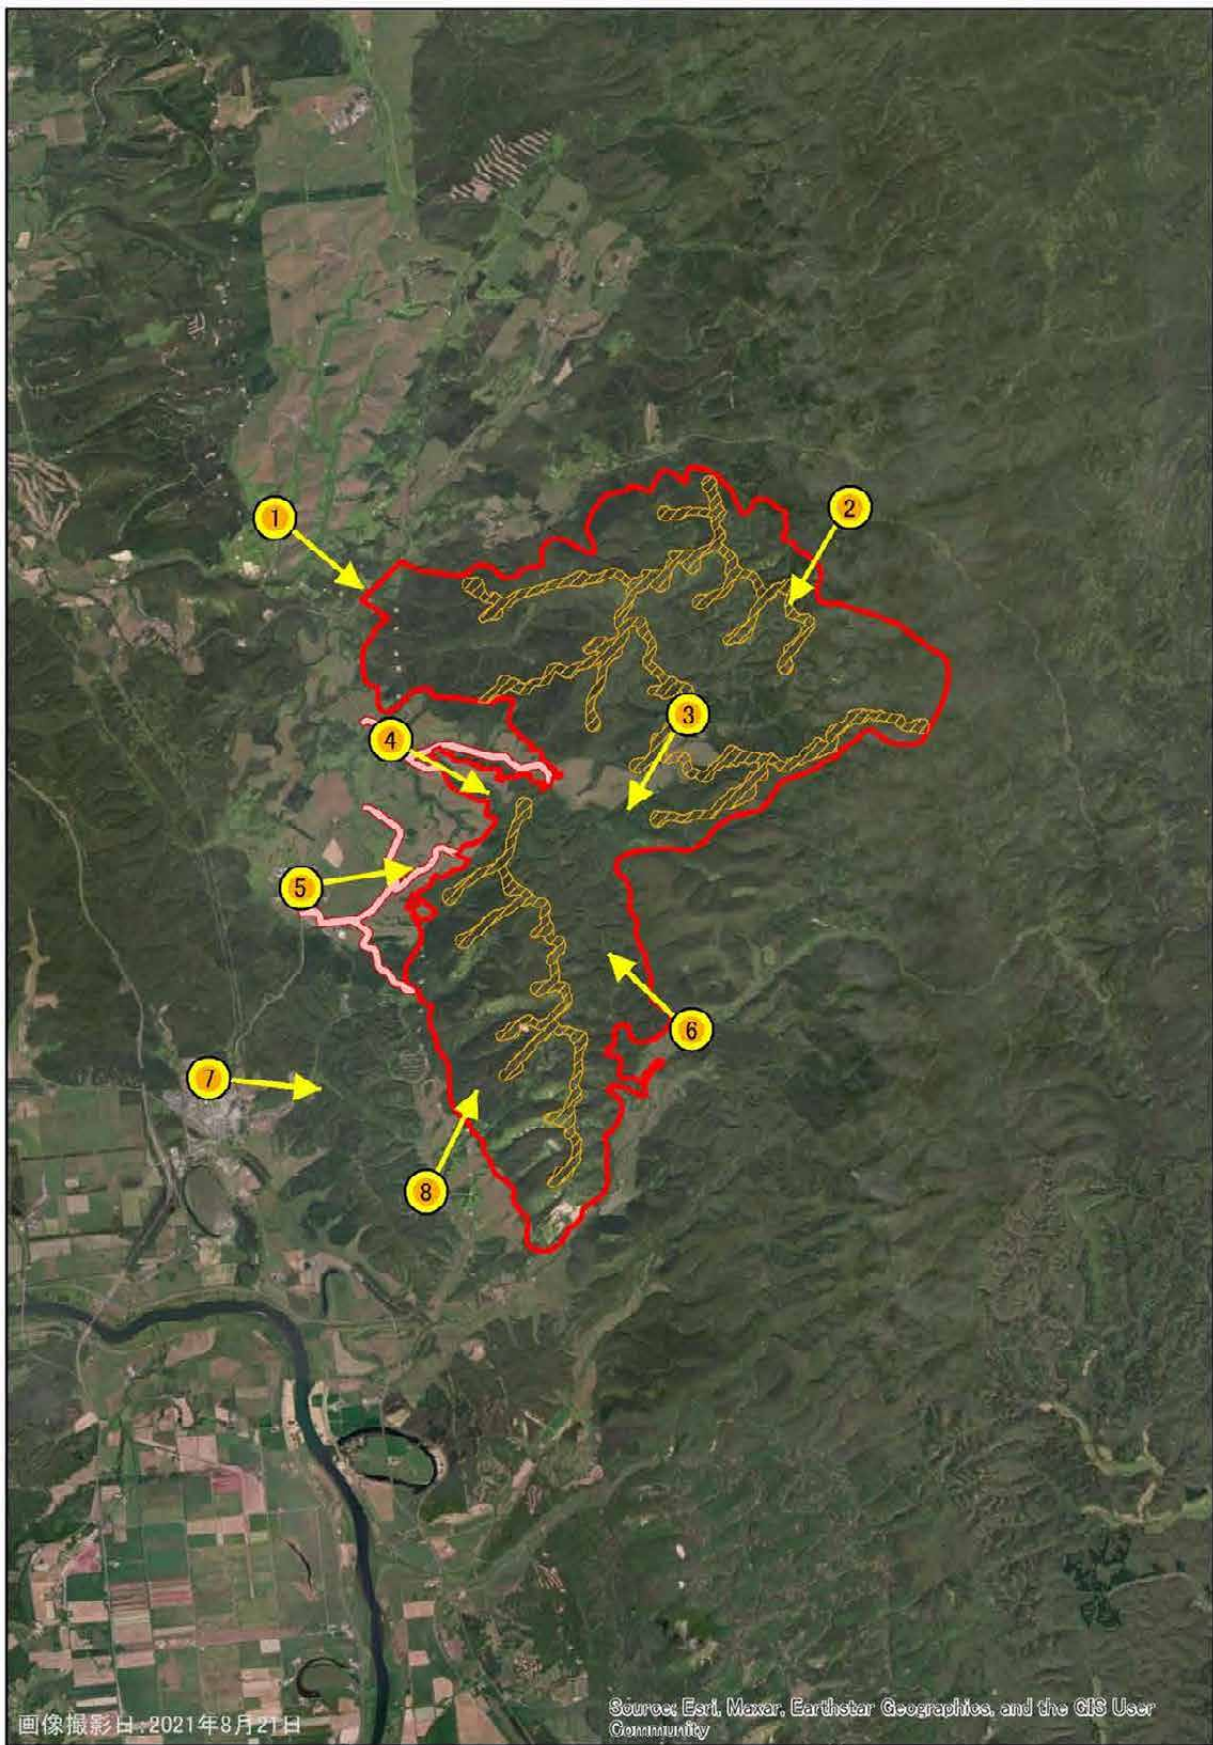 1
2
3
4
5
6
7
8
画像撮影日:2021年8月21日
Source: Esri, Maxar, Earthstar Geographics, and the GIS User
Community